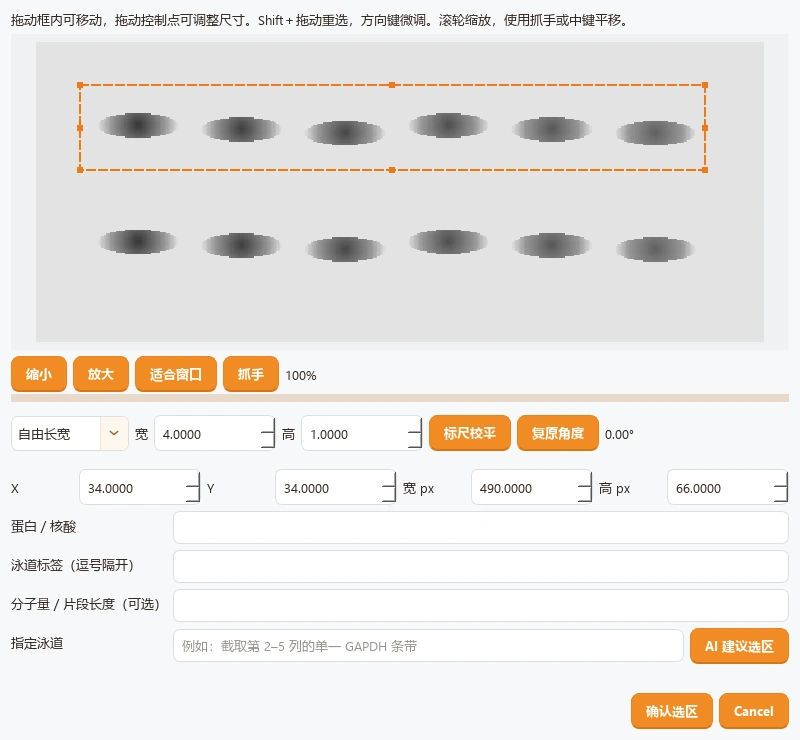 拖动框内可移动，拖动控制点可调整尺寸。Shift + 拖动重选，方向键微调。滚轮缩放，使用抓手或中键平移。
缩小 放大 适合窗口 抓手 100%
自由长宽 宽 4.0000 高 1.0000 标尺校平 复原角度 0.00°
X 34.0000 Y 34.0000 宽 px 490.0000 高 px 66.0000
蛋白 / 核酸
泳道标签（逗号隔开）
分子量 / 片段长度（可选）
指定泳道 例如：截取第 2–5 列的单一 GAPDH 条带 AI 建议选区
确认选区 Cancel